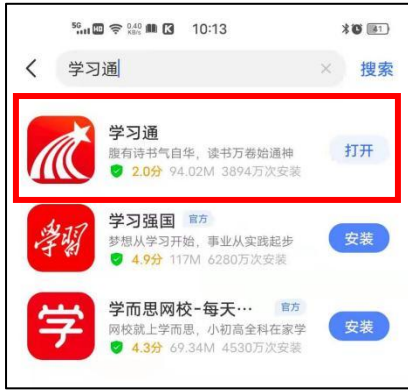 5G HD 0.40 KB/s 10:13 41
学习通 × 搜索
学习通
腹有诗书气自华，读书万卷始通神
2.0分 94.02M 3894万次安装
打开
学习
学习强国 官方
梦想从学习开始，事业从实践起步
4.9分 117M 6280万次安装
安装
学
学而思网校-每天… 官方
网校就上学而思，小初高全科在家学
4.3分 69.34M 4530万次安装
安装